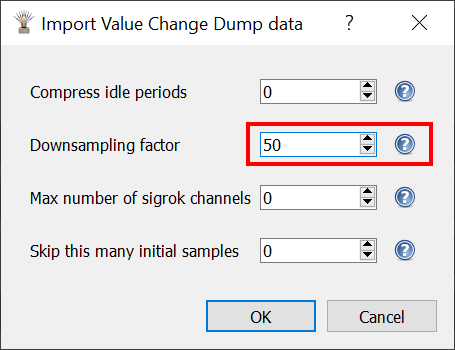 Import Value Change Dump data ? ×
Compress idle periods 0 ?
Downsampling factor 50 ?
Max number of sigrok channels 0 ?
Skip this many initial samples 0 ?
OK Cancel